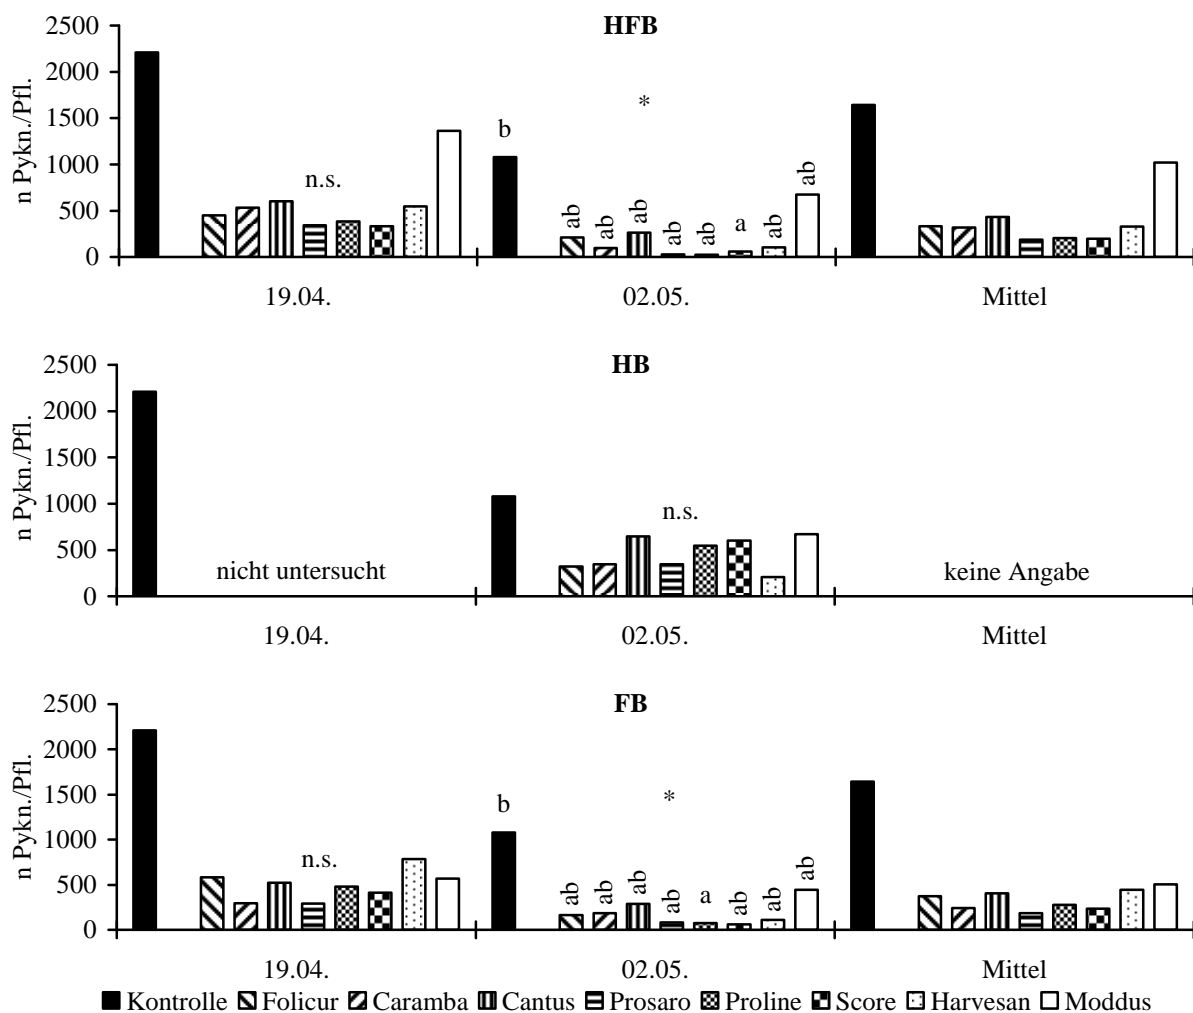 HFB
n Pykn./Pfl.
2500
2000
1500
1000
500
0
n.s.
b
*
ab
ab
ab
ab
ab
a
ab
ab
19.04.
02.05.
Mittel
HB
n Pykn./Pfl.
2500
2000
1500
1000
500
0
nicht untersucht
n.s.
keine Angabe
19.04.
02.05.
Mittel
FB
n Pykn./Pfl.
2500
2000
1500
1000
500
0
n.s.
b
*
ab
ab
ab
ab
a
ab
ab
ab
19.04.
02.05.
Mittel
Kontrolle Folicur Caramba Cantus Prosaro Proline Score Harvesan Moddus